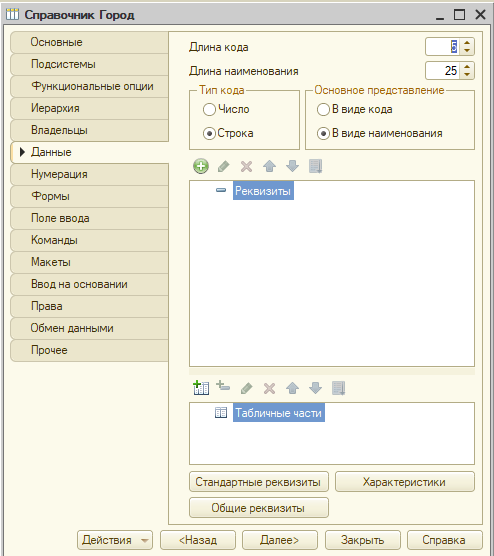 Справочник Город
Основные
Подсистемы
Функциональные опции
Иерархия
Владельцы
Данные
Нумерация
Формы
Поле ввода
Команды
Макеты
Ввод на основании
Права
Обмен данными
Прочее
Длина кода 5
Длина наименования 25
Тип кода
Число
Строка
Основное представление
В виде кода
В виде наименования
Реквизиты
Табличные части
Стандартные реквизиты Характеристики
Общие реквизиты
Действия <Назад Далее> Закрыть Справка